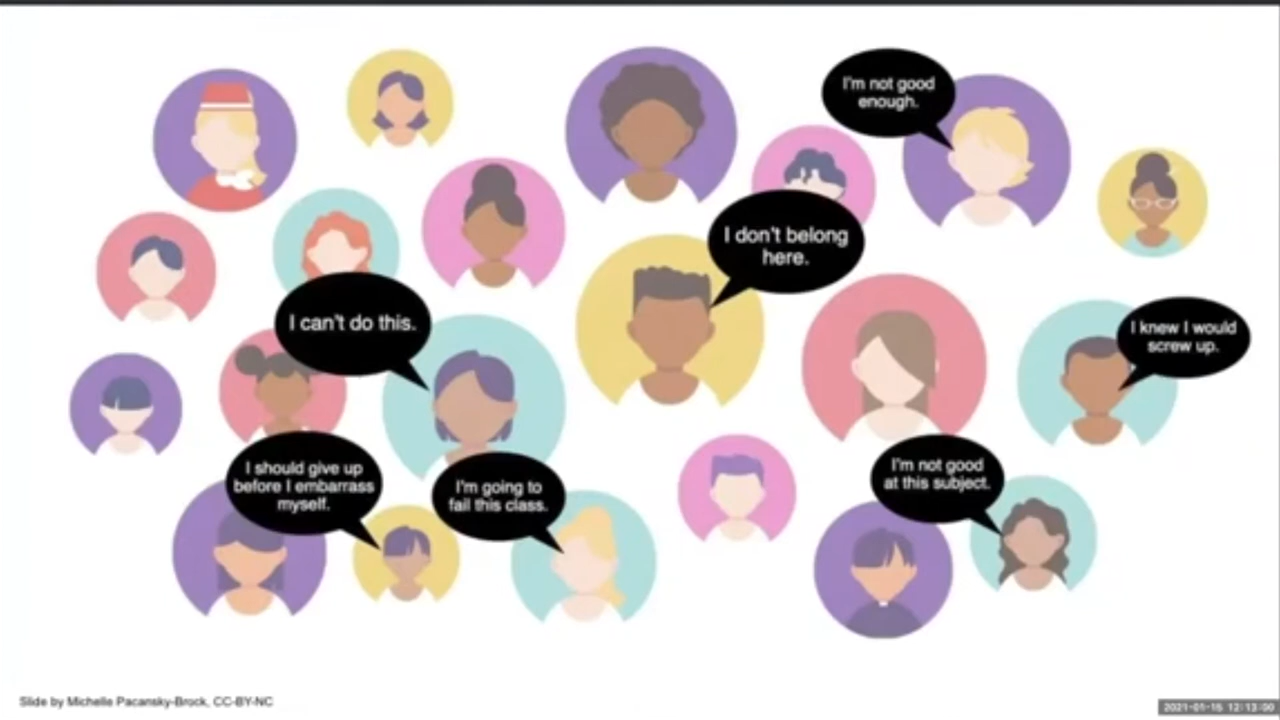 I'm not good
enough.
I don't belong
here.
I can't do this.
I knew I would
screw up.
I should give up
before I embarrass
myself.
I'm going to
fail this class.
I'm not good
at this subject.
Slide by Michelle Pacansky-Brock, CC-BY-NC
2021-01-15 12:13:00